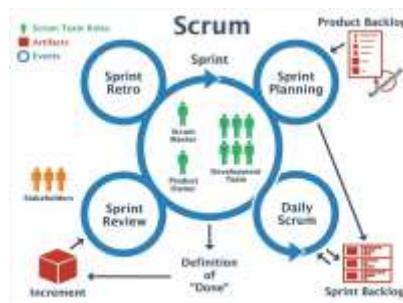 Scrum
Scrum Team Roles
Artifacts
Events
Product Backlog
Sprint
Retro
Sprint
Sprint
Planning
Scrum
Master
Product
Owner
Development
Team
Stakeholders
Sprint
Review
Daily
Scrum
Increment
Definition
of
"Done"
Sprint Backlog